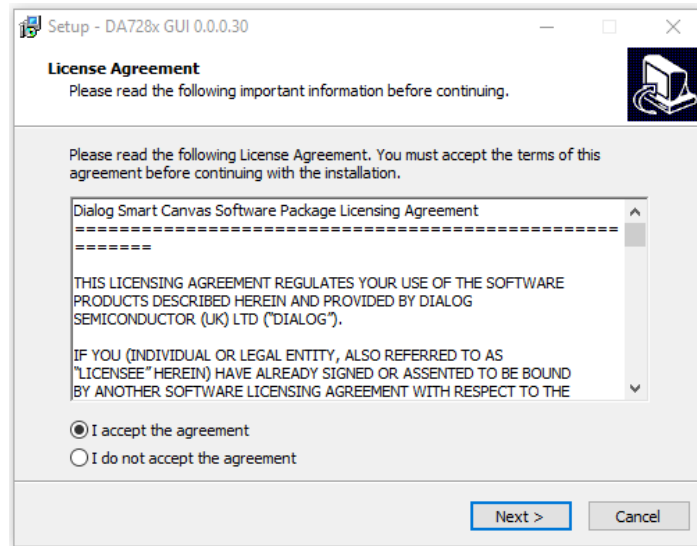 Setup - DA728x GUI 0.0.0.30
License Agreement
Please read the following important information before continuing.
Please read the following License Agreement. You must accept the terms of this
agreement before continuing with the installation.
Dialog Smart Canvas Software Package Licensing Agreement
=================================================
=======
THIS LICENSING AGREEMENT REGULATES YOUR USE OF THE SOFTWARE
PRODUCTS DESCRIBED HEREIN AND PROVIDED BY DIALOG
SEMICONDUCTOR (UK) LTD ("DIALOG").
IF YOU (INDIVIDUAL OR LEGAL ENTITY, ALSO REFERRED TO AS
"LICENSEE" HEREIN) HAVE ALREADY SIGNED OR ASSENTED TO BE BOUND
BY ANOTHER SOFTWARE LICENSING AGREEMENT WITH RESPECT TO THE
I accept the agreement
I do not accept the agreement
Next >
Cancel